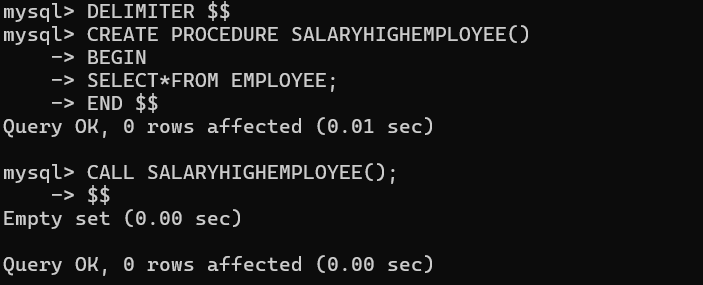 mysql> DELIMITER $$
mysql> CREATE PROCEDURE SALARYHIGHEMPLOYEE()
    -> BEGIN
    -> SELECT*FROM EMPLOYEE;
    -> END $$
Query OK, 0 rows affected (0.01 sec)

mysql> CALL SALARYHIGHEMPLOYEE();
    -> $$
Empty set (0.00 sec)

Query OK, 0 rows affected (0.00 sec)